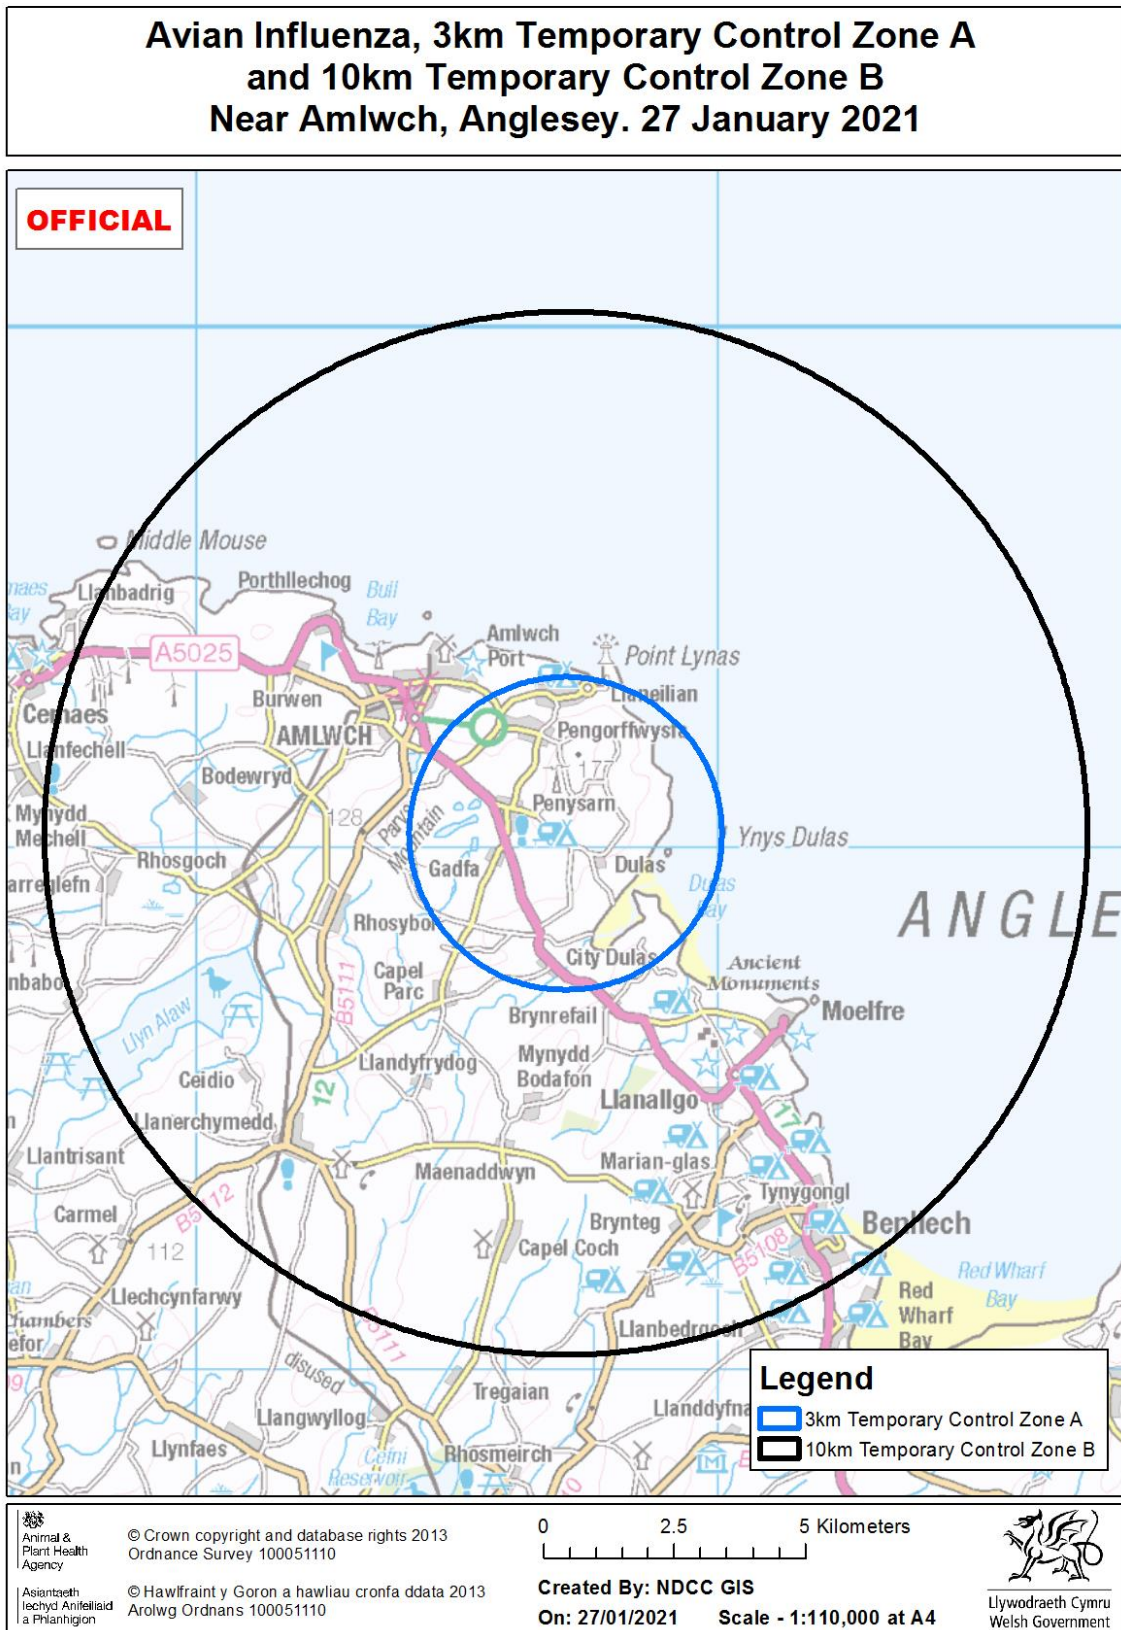 Avian Influenza, 3km Temporary Control Zone A
and 10km Temporary Control Zone B
Near Amlwch, Anglesey. 27 January 2021
OFFICIAL
Middle Mouse
Llanbadrig
Porthllechog
Bull
Bay
A5025
Amlwch
Port
Point Lynas
Llaneilian
Cemaes
Burwen
AMLWCH
Pengorffwysfa
Llanfechell
Bodewryd
177
Penysarn
Mynydd
Mechell
128
Parys
Mountain
Ynys Dulas
Rhosgoch
Gadfa
Dulas
Dulas
Bay
ANGLE
Rhosybol
City Dulas
Capel
Parc
B5111
Ancient
Monuments
Moelfre
Brynrefail
Llyn Alaw
Llandyfrydog
Mynydd
Bodafon
Ceidio
12
Llanallgo
17
Llanerchymedd
Llantrisant
Maenaddwyn
Marian-glas
Tynygongl
B5112
Carmel
112
Brynteg
Benllech
Capel Coch
B5108
Red Wharf
Bay
Llechcynfarwy
B5111
Red
Wharf
Bay
Llanbedrgoch
disused
Tregaian
Llanddyfna
Llangwyllog
Llynfaes
Cefni
Reservoir
Rhosmeirch
10
Legend
3km Temporary Control Zone A
10km Temporary Control Zone B
Animal &
Plant Health
Agency
Asiantaeth
Iechyd Anifeiliaid
a Phlanhigion
© Crown copyright and database rights 2013
Ordnance Survey 100051110
© Hawlfraint y Goron a hawliau cronfa ddata 2013
Arolwg Ordnans 100051110
0 2.5 5 Kilometers
Created By: NDCC GIS
On: 27/01/2021 Scale - 1:110,000 at A4
Llywodraeth Cymru
Welsh Government